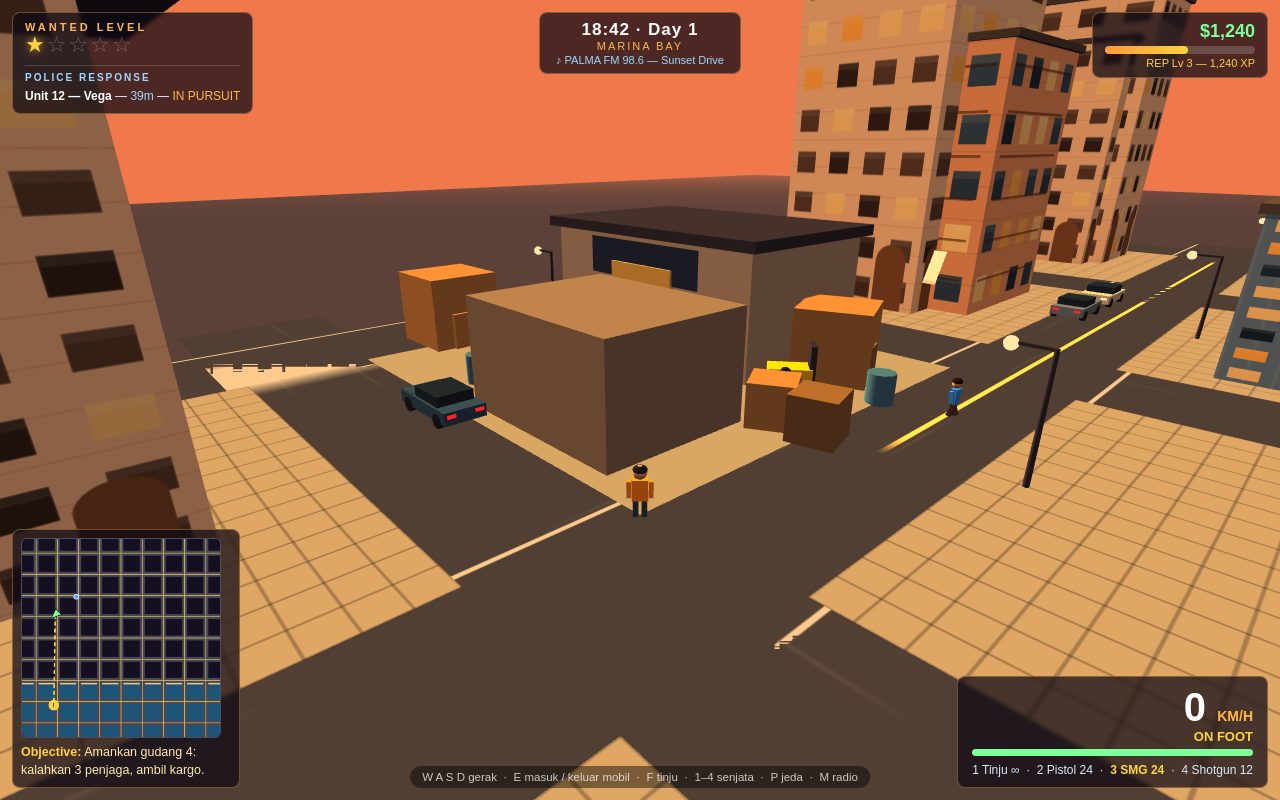 WANTED LEVEL
★☆☆☆☆
POLICE RESPONSE
Unit 12 — Vega — 39m — IN PURSUIT
18:42 · Day 1
MARINA BAY
♪ PALMA FM 98.6 — Sunset Drive
$1,240
REP Lv 3 — 1,240 XP
Objective: Amankan gudang 4:
kalahkan 3 penjaga, ambil kargo.
W A S D gerak · E masuk / keluar mobil · F tinju · 1–4 senjata · P jeda · M radio
0 KM/H
ON FOOT
1 Tinju ∞ · 2 Pistol 24 · 3 SMG 24 · 4 Shotgun 12